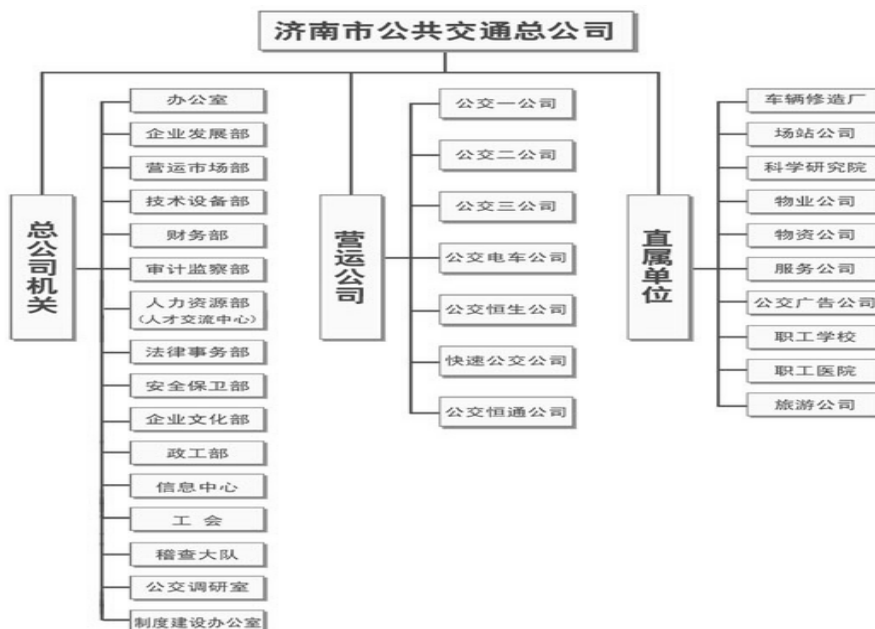 济南市公共交通总公司
总公司机关
办公室
企业发展部
营运市场部
技术设备部
财务部
审计监察部
人力资源部
(人才交流中心)
法律事务部
安全保卫部
企业文化部
政工部
信息中心
工 会
稽查大队
公交调研室
制度建设办公室
营运公司
公交一公司
公交二公司
公交三公司
公交电车公司
公交恒生公司
快速公交公司
公交恒通公司
直属单位
车辆修造厂
场站公司
科学研究院
物业公司
物资公司
服务公司
公交广告公司
职工学校
职工医院
旅游公司